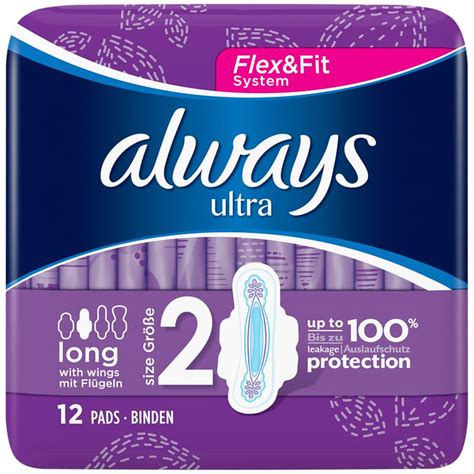 Flex&Fit
System
always
ultra
long
with wings
mit Flügeln
size Größe
2
up to
Bis zu
100%
leakage | Auslaufschutz
protection
12 PADS · BINDEN